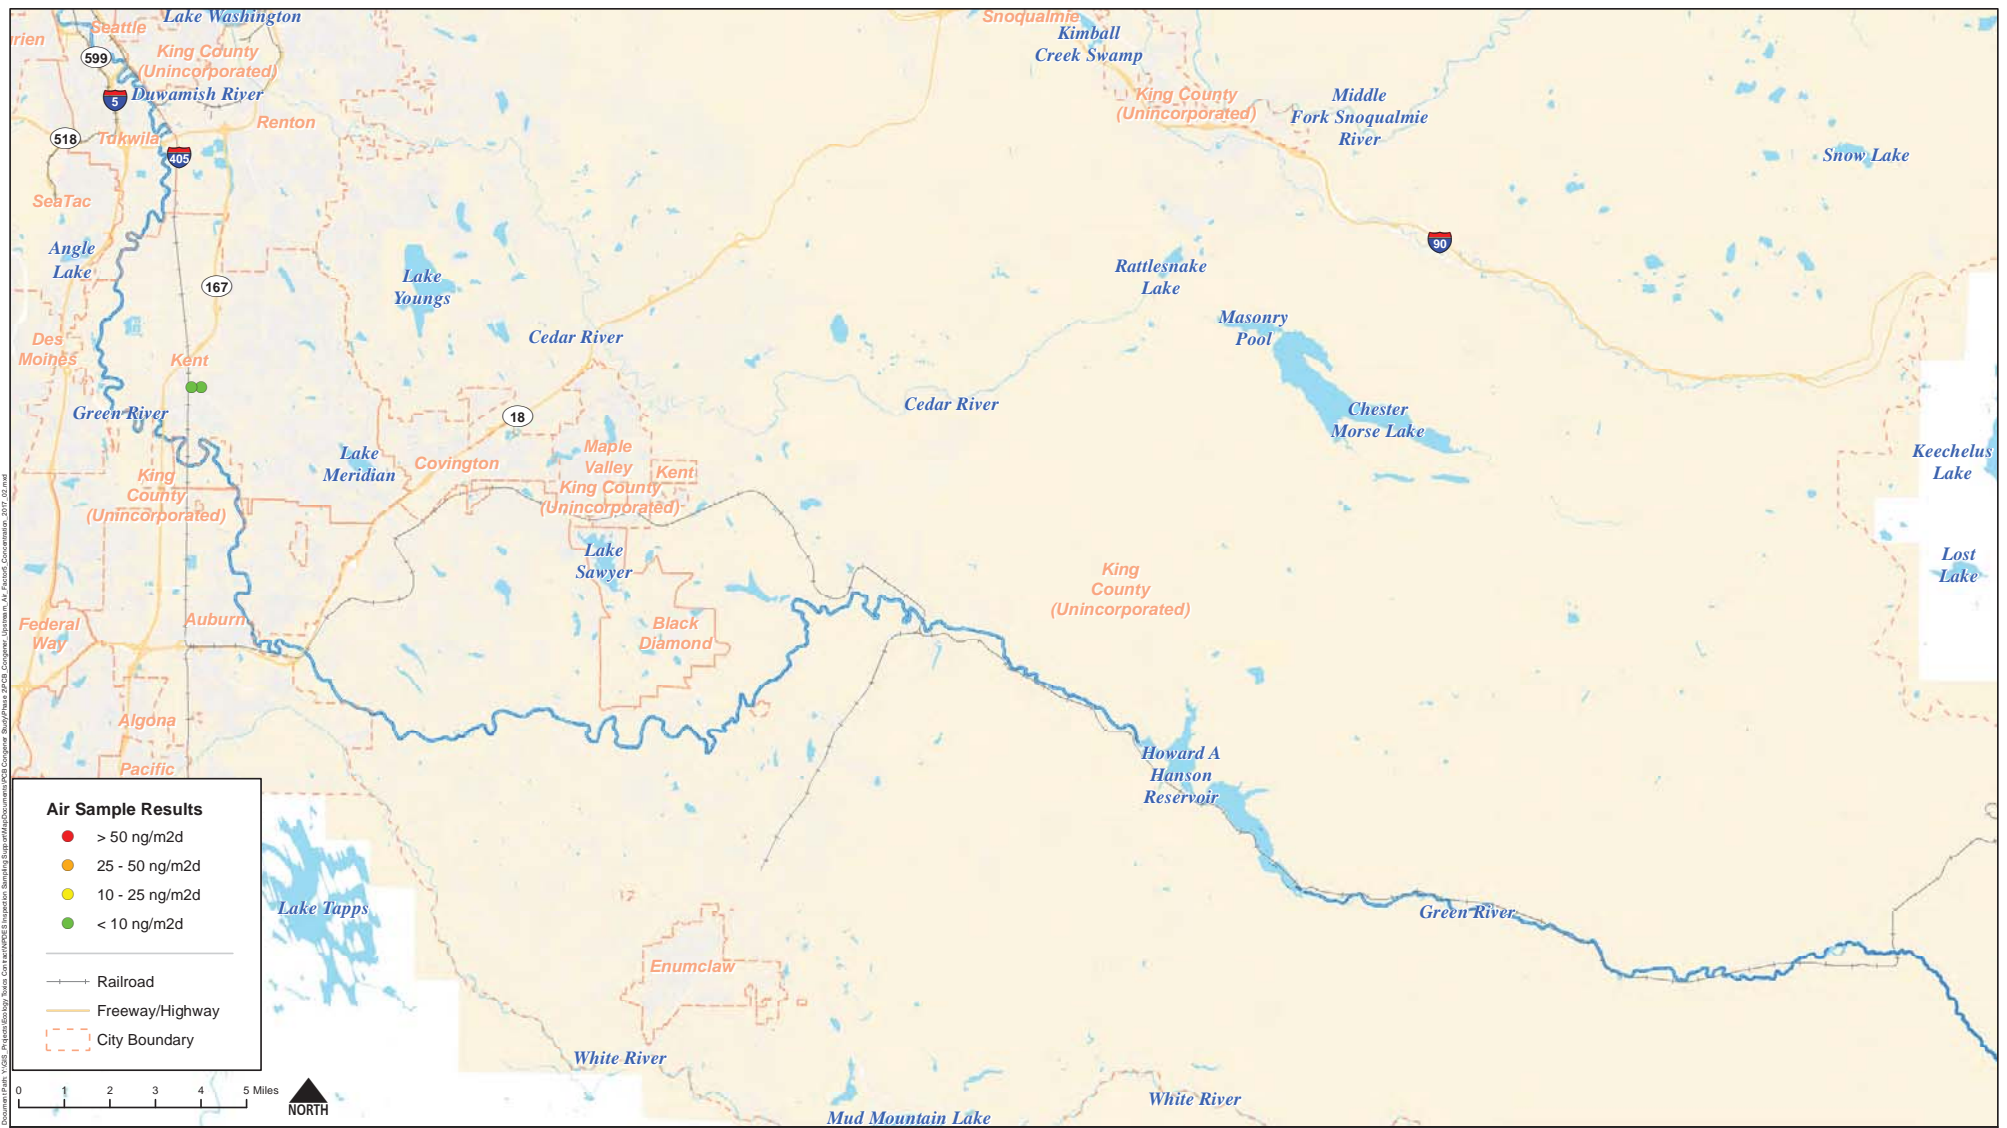 Lake Washington
Seattle
rien
King County
(Unincorporated)
599
5
Duwamish River
Renton
518
Tukwila
405
SeaTac
Angle
Lake
167
Des
Moines
Kent
Green River
Lake
Youngs
Cedar River
18
Snoqualmie
Kimball
Creek Swamp
King County
(Unincorporated)
Middle
Fork Snoqualmie
River
Snow Lake
90
Rattlesnake
Lake
Masonry
Pool
Cedar River
Chester
Morse Lake
Keechelus
Lake
Lost
Lake
King
County
(Unincorporated)
Lake
Meridian
Covington
Maple
Valley
King County
(Unincorporated)
Kent
Lake
Sawyer
Black
Diamond
King
County
(Unincorporated)
Federal
Way
Auburn
Algona
Pacific
Howard A
Hanson
Reservoir
Green River
Lake Tapps
Enumclaw
White River
Mud Mountain Lake
White River
Air Sample Results
> 50 ng/m2d
25 - 50 ng/m2d
10 - 25 ng/m2d
< 10 ng/m2d
Railroad
Freeway/Highway
City Boundary
0 1 2 3 4 5 Miles
NORTH